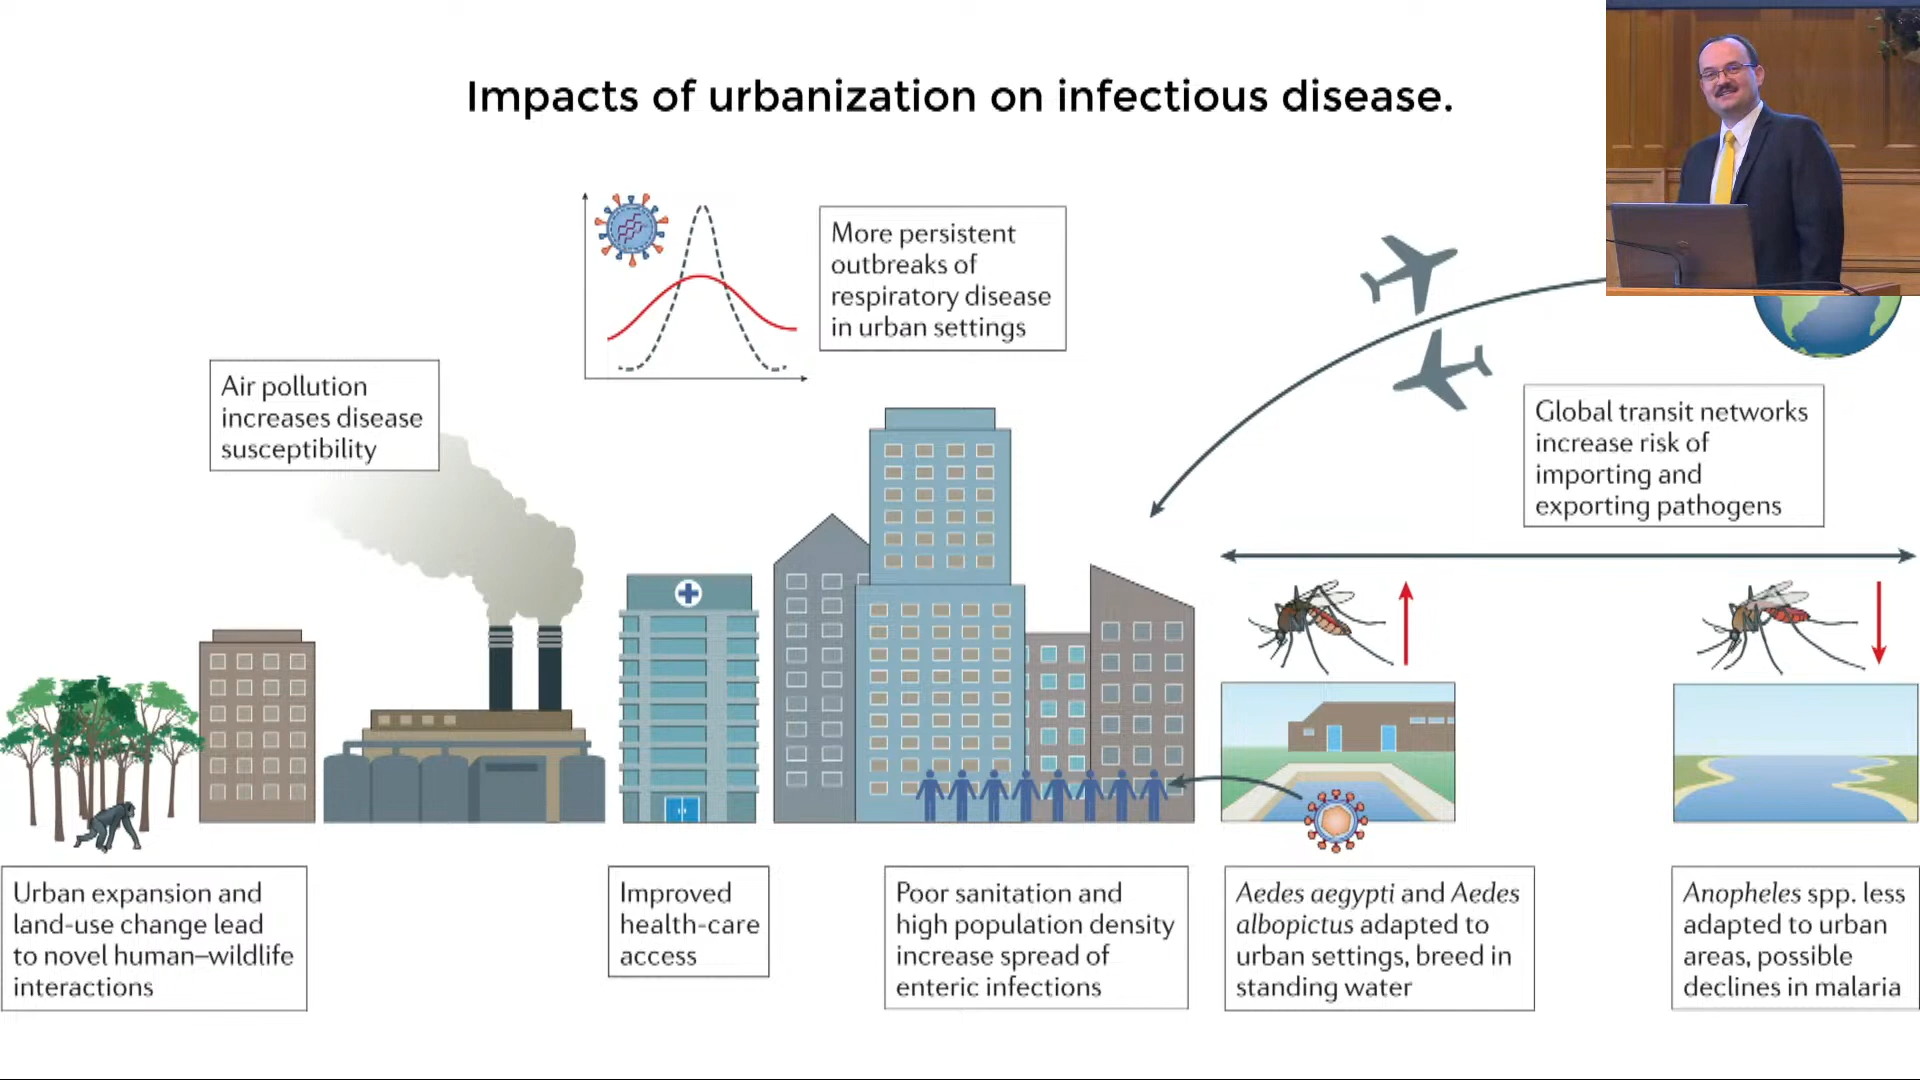 Impacts of urbanization on infectious disease.
More persistent
outbreaks of
respiratory disease
in urban settings
Air pollution
increases disease
susceptibility
Global transit networks
increase risk of
importing and
exporting pathogens
Urban expansion and
land-use change lead
to novel human–wildlife
interactions
Improved
health-care
access
Poor sanitation and
high population density
increase spread of
enteric infections
Aedes aegypti and Aedes
albopictus adapted to
urban settings, breed in
standing water
Anopheles spp. less
adapted to urban
areas, possible
declines in malaria